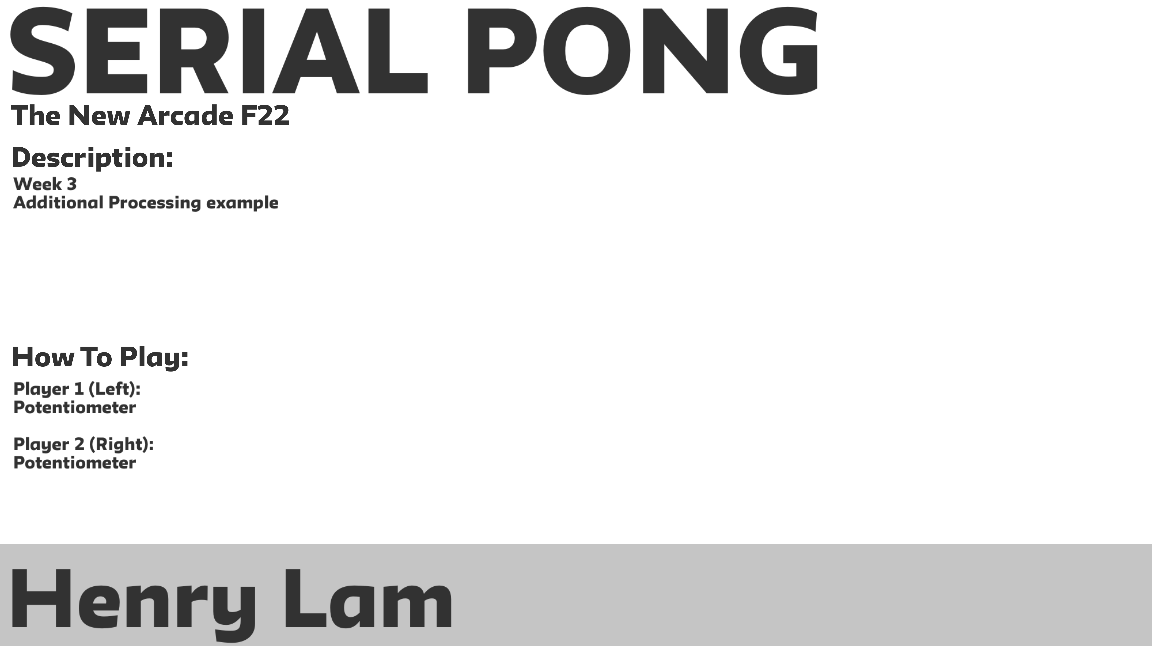 SERIAL PONG
The New Arcade F22
Description:
Week 3
Additional Processing example
How To Play:
Player 1 (Left):
Potentiometer
Player 2 (Right):
Potentiometer
Henry Lam